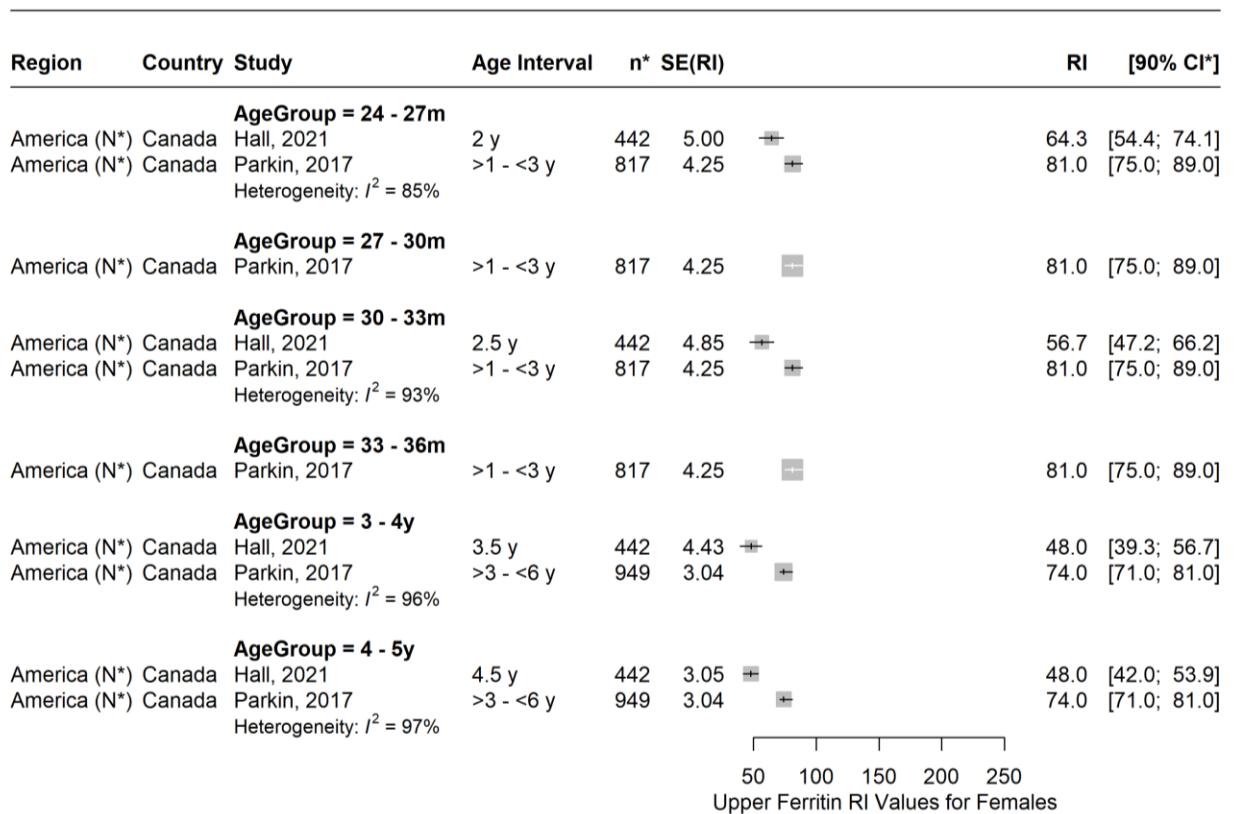 Region Country Study Age Interval n* SE(RI) RI [90% CI*]
AgeGroup = 24 - 27m
America (N*) Canada Hall, 2021 2 y 442 5.00 64.3 [54.4; 74.1]
America (N*) Canada Parkin, 2017 >1 - <3 y 817 4.25 81.0 [75.0; 89.0]
Heterogeneity: I² = 85%
AgeGroup = 27 - 30m
America (N*) Canada Parkin, 2017 >1 - <3 y 817 4.25 81.0 [75.0; 89.0]
AgeGroup = 30 - 33m
America (N*) Canada Hall, 2021 2.5 y 442 4.85 56.7 [47.2; 66.2]
America (N*) Canada Parkin, 2017 >1 - <3 y 817 4.25 81.0 [75.0; 89.0]
Heterogeneity: I² = 93%
AgeGroup = 33 - 36m
America (N*) Canada Parkin, 2017 >1 - <3 y 817 4.25 81.0 [75.0; 89.0]
AgeGroup = 3 - 4y
America (N*) Canada Hall, 2021 3.5 y 442 4.43 48.0 [39.3; 56.7]
America (N*) Canada Parkin, 2017 >3 - <6 y 949 3.04 74.0 [71.0; 81.0]
Heterogeneity: I² = 96%
AgeGroup = 4 - 5y
America (N*) Canada Hall, 2021 4.5 y 442 3.05 48.0 [42.0; 53.9]
America (N*) Canada Parkin, 2017 >3 - <6 y 949 3.04 74.0 [71.0; 81.0]
Heterogeneity: I² = 97%
50 100 150 200 250
Upper Ferritin RI Values for Females